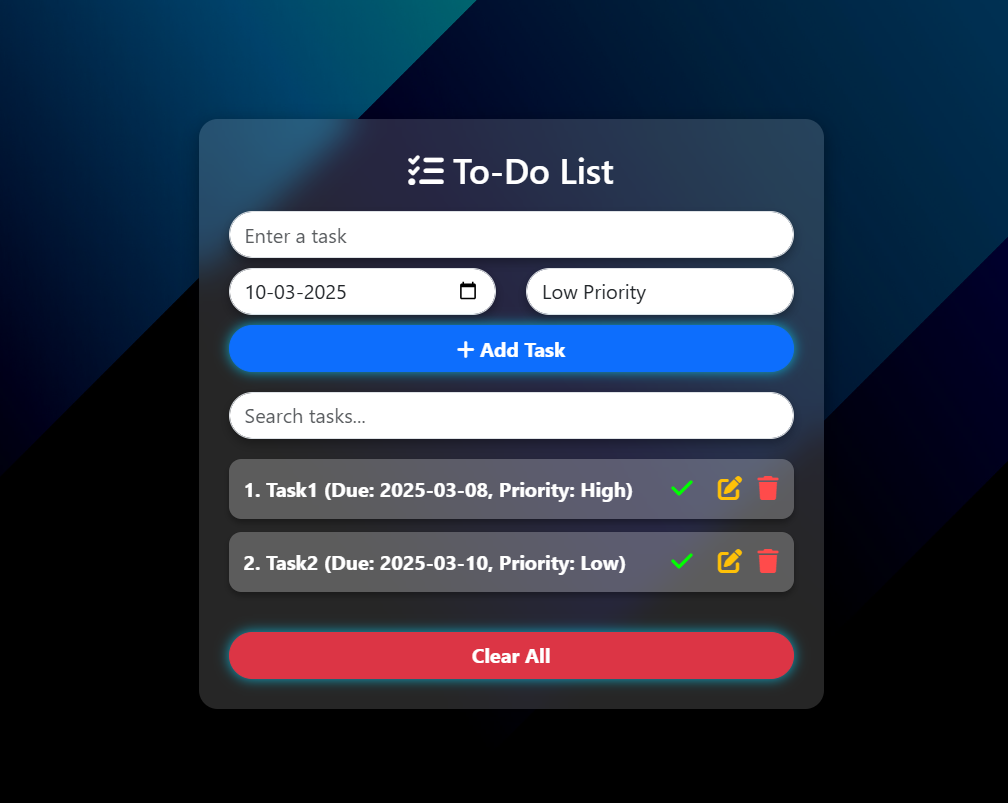 To-Do List
Enter a task
10-03-2025
Low Priority
+ Add Task
Search tasks...
1. Task1 (Due: 2025-03-08, Priority: High)
2. Task2 (Due: 2025-03-10, Priority: Low)
Clear All